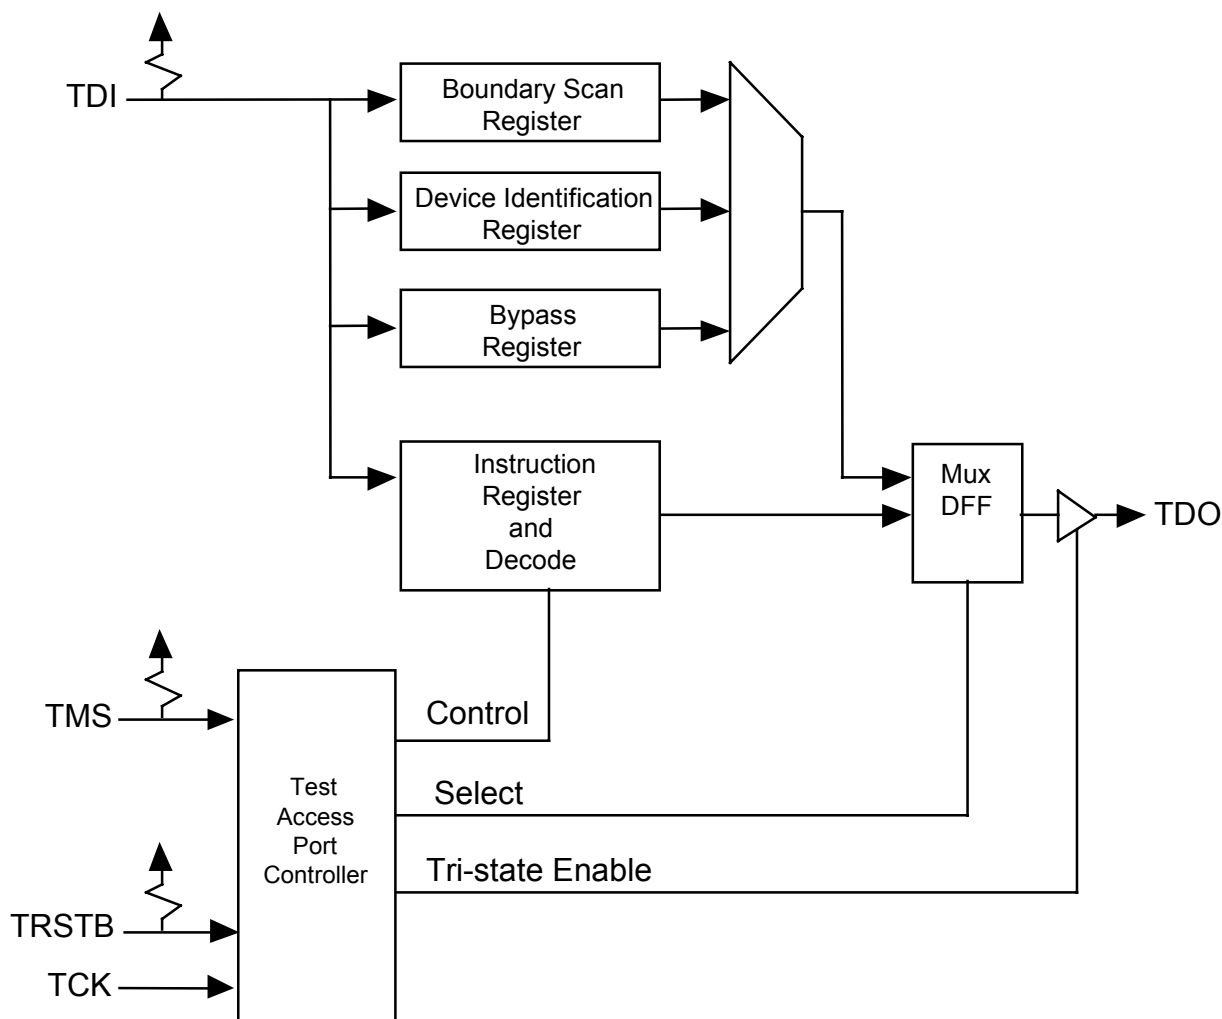 TDI
Boundary Scan
Register
Device Identification
Register
Bypass
Register
Instruction
Register
and
Decode
Mux
DFF
TDO
TMS
Control
Select
Tri-state Enable
Test
Access
Port
Controller
TRSTB
TCK